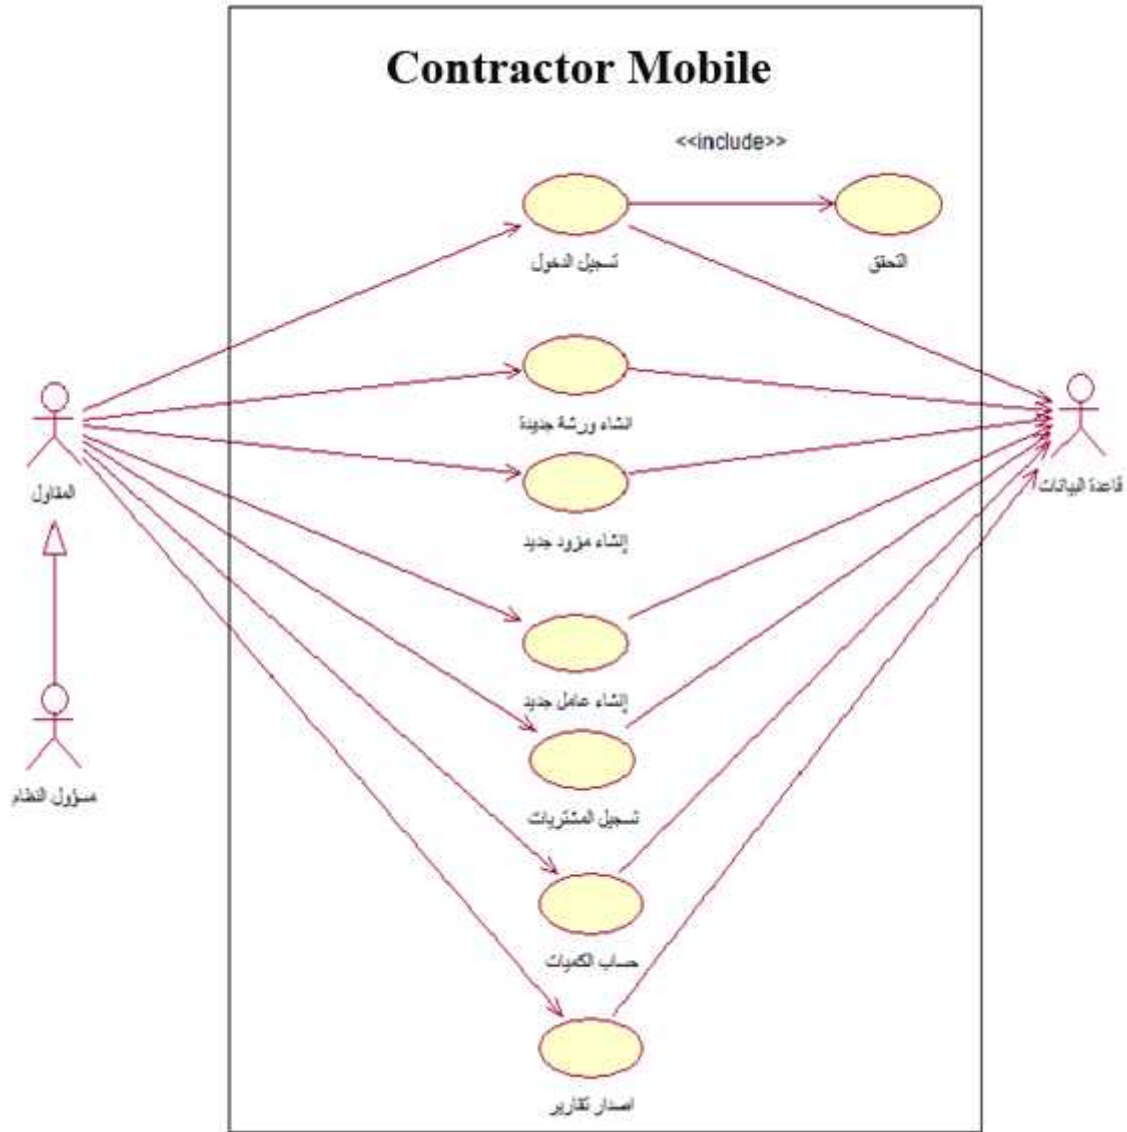 Contractor Mobile
<<include>>
تسجيل الدخول
التحقق
انشاء ورشة جديدة
المقاول
قاعدة البيانات
إنشاء مزود جديد
إنشاء عامل جديد
مسؤول النظام
تسجيل المشتريات
حساب الكميات
اصدار تقارير